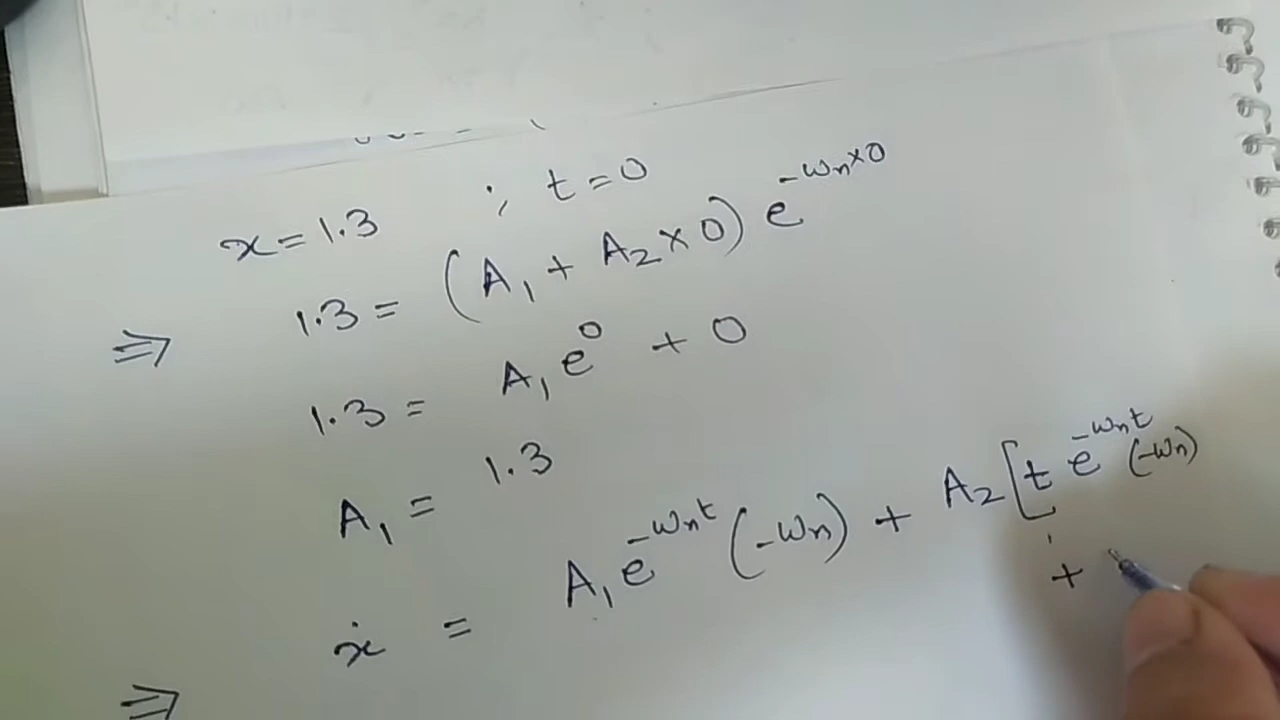 x = 1.3 ; t = 0
⇒ 1.3 = (A₁ + A₂ × 0) e^(-ωn×0)
1.3 = A₁ e⁰ + 0
A₁ = 1.3
ẋ = A₁ e^(-ωnt) (-ωn) + A₂ [t e^(-ωnt) (-ωn)
+
⇒